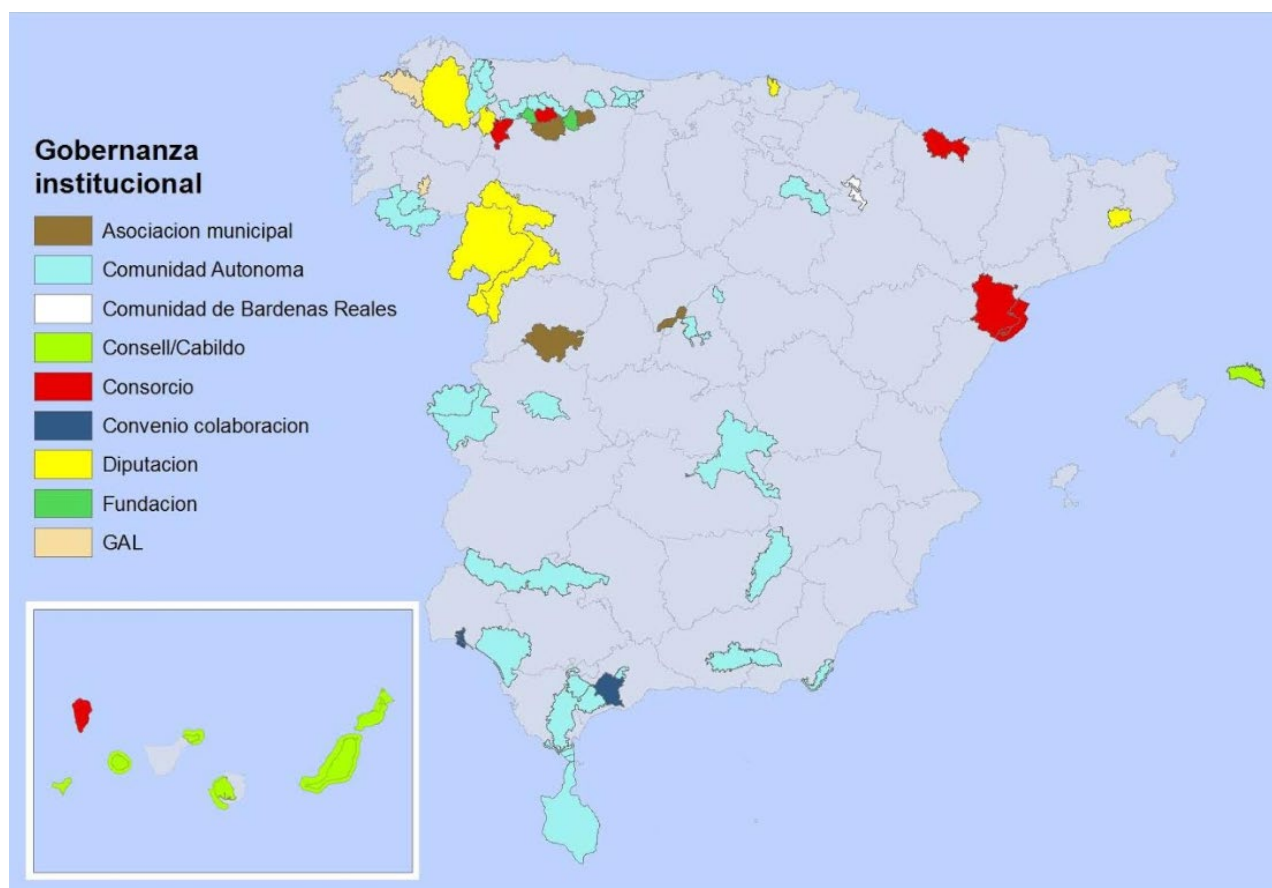 Gobernanza
institucional
Asociacion municipal
Comunidad Autonoma
Comunidad de Bardenas Reales
Consell/Cabildo
Consorcio
Convenio colaboracion
Diputacion
Fundacion
GAL